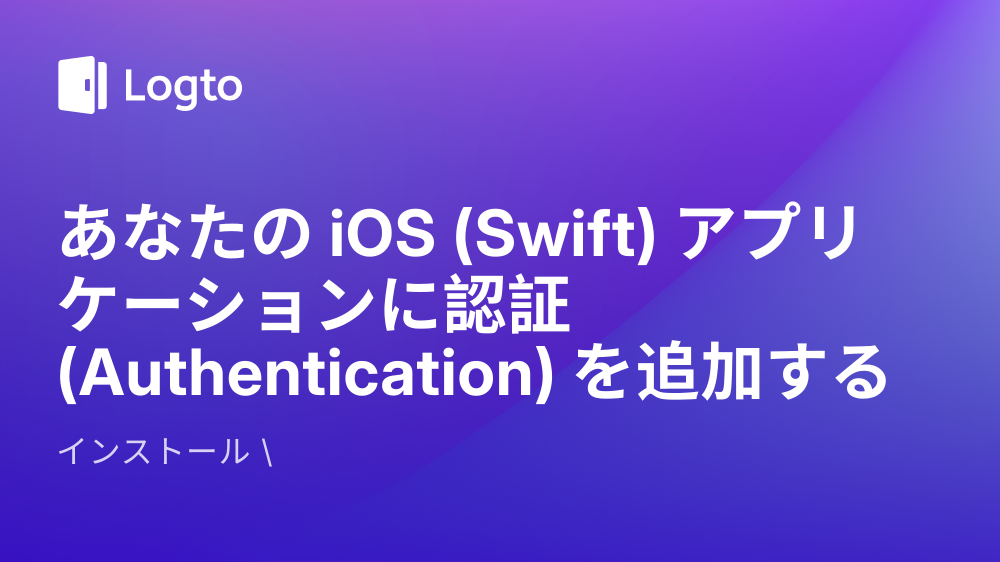 Logto
あなたの iOS (Swift) アプリ
ケーションに認証
(Authentication) を追加する
インストール \